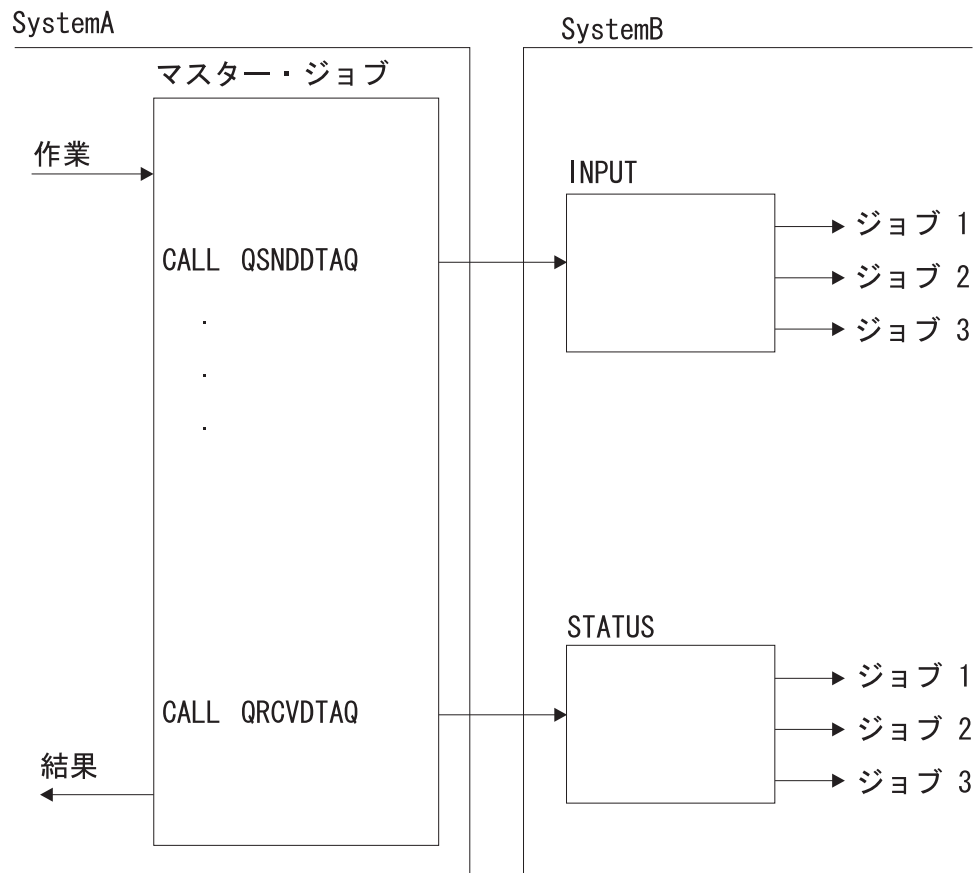 SystemA
SystemB
マスター・ジョブ
作業
INPUT
ジョブ 1
CALL QSNDDTAQ
ジョブ 2
ジョブ 3
.
.
.
STATUS
ジョブ 1
CALL QRCVDTAQ
ジョブ 2
結果
ジョブ 3